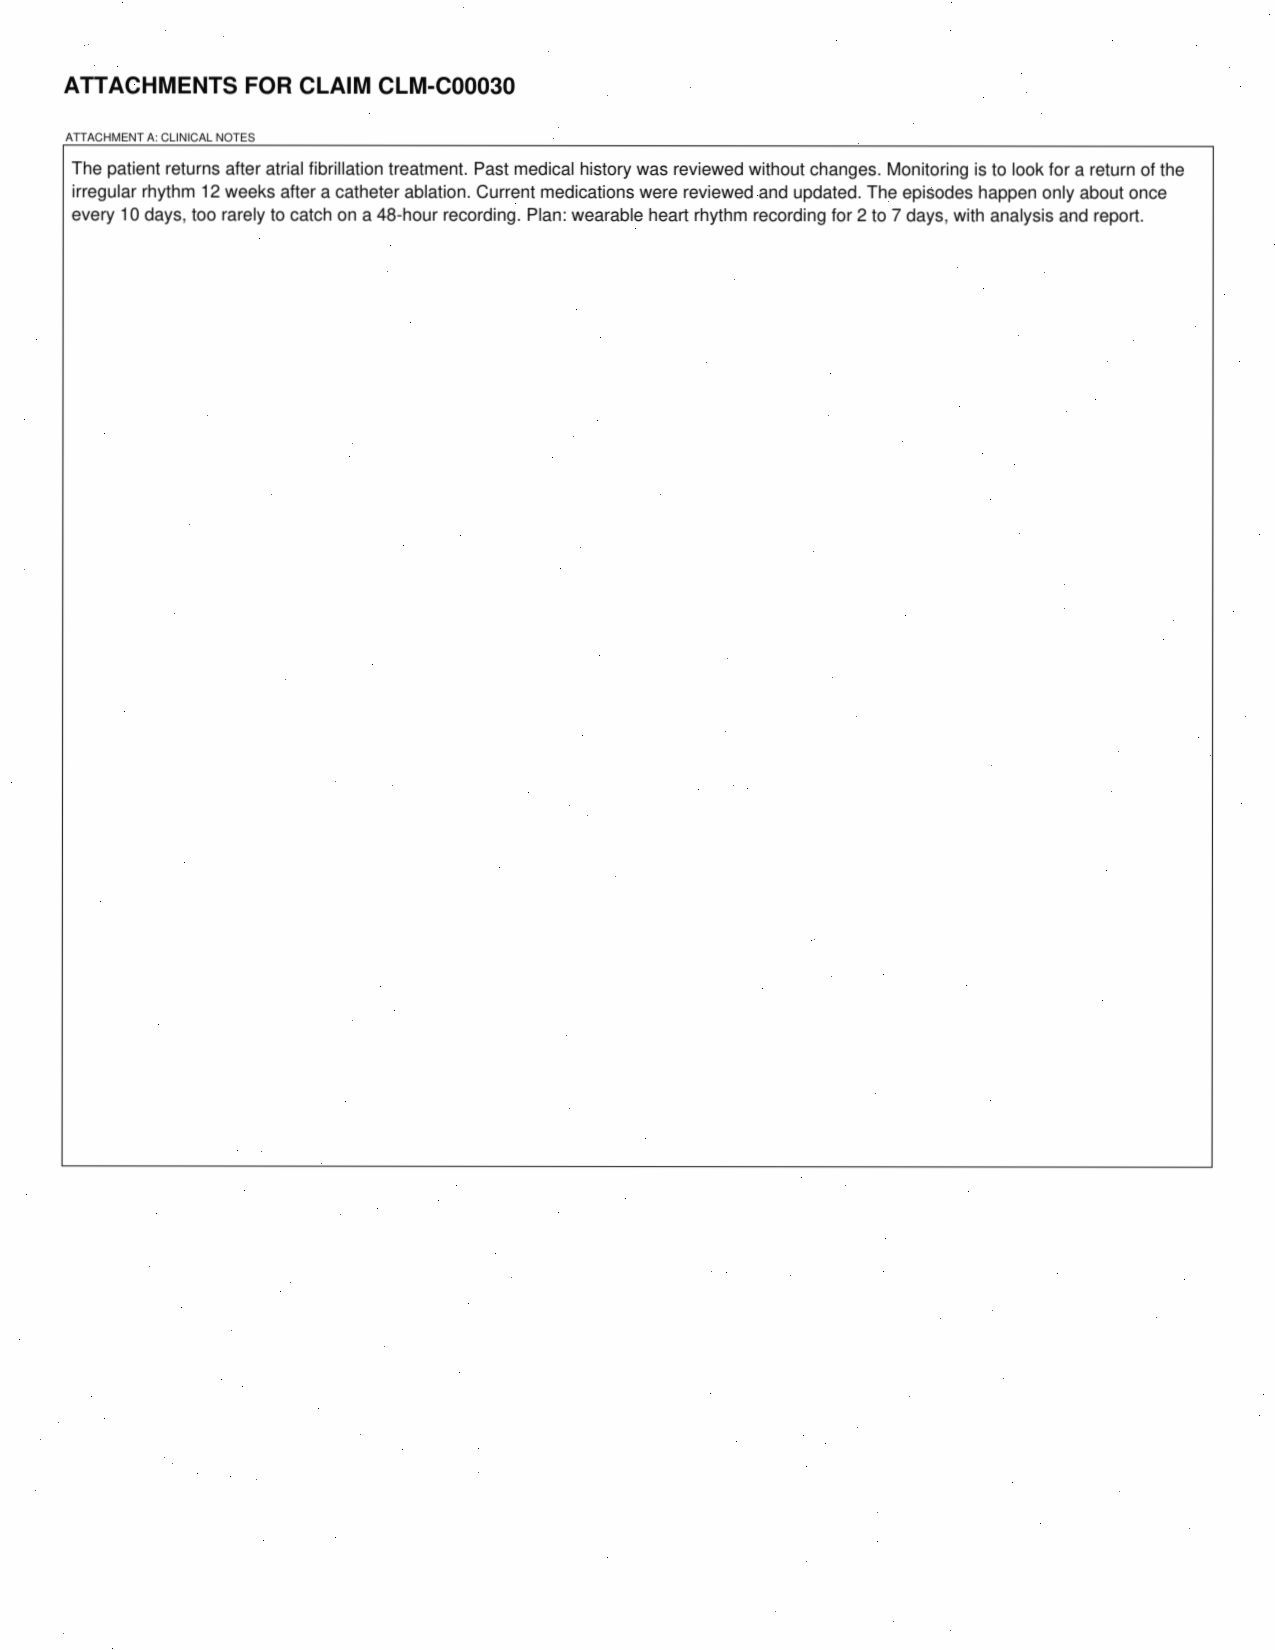 ATTACHMENTS FOR CLAIM CLM-C00030
ATTACHMENT A: CLINICAL NOTES
The patient returns after atrial fibrillation treatment. Past medical history was reviewed without changes. Monitoring is to look for a return of the
irregular rhythm 12 weeks after a catheter ablation. Current medications were reviewed and updated. The episodes happen only about once
every 10 days, too rarely to catch on a 48-hour recording. Plan: wearable heart rhythm recording for 2 to 7 days, with analysis and report.